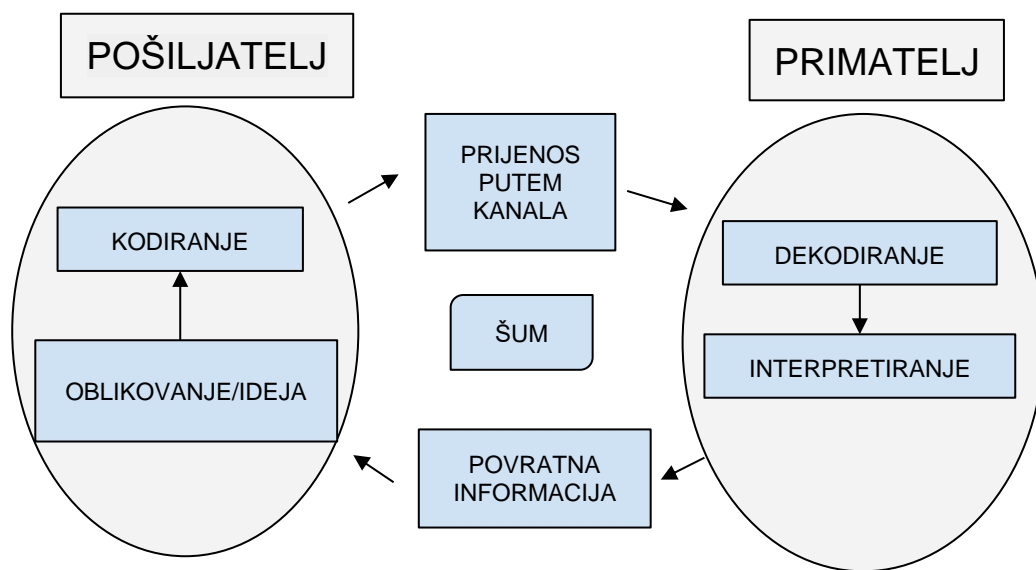 POŠILJATELJ
PRIMATELJ
PRIJENOS
PUTEM
KANALA
KODIRANJE
DEKODIRANJE
ŠUM
OBLIKOVANJE/IDEJA
INTERPRETIRANJE
POVRATNA
INFORMACIJA